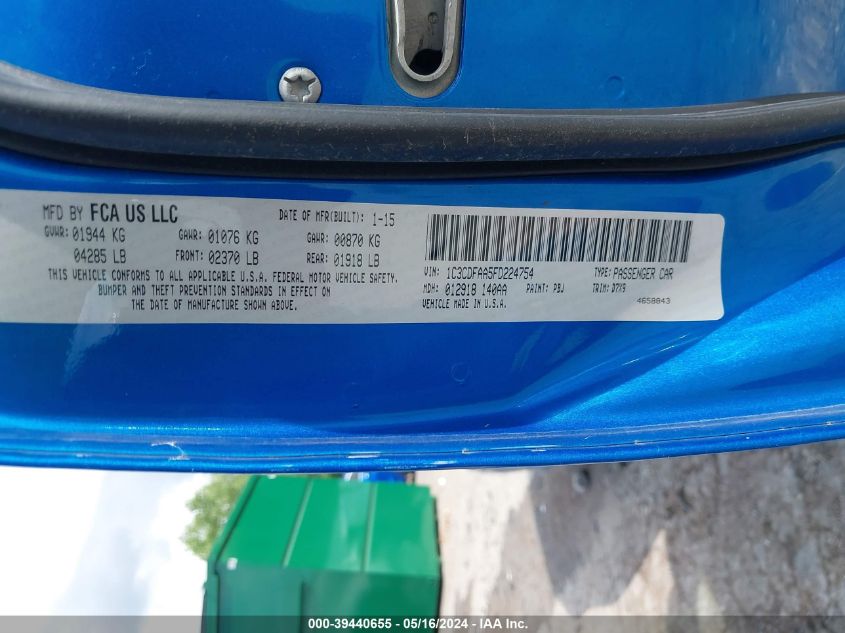 MFD BY FCA US LLC
DATE OF MFR(BUILT): 1-15
GVWR: 01944 KG GAWR: 01076 KG GAWR: 00870 KG
04285 LB FRONT: 02370 LB REAR: 01918 LB
THIS VEHICLE CONFORMS TO ALL APPLICABLE U.S.A. FEDERAL MOTOR VEHICLE SAFETY,
BUMPER AND THEFT PREVENTION STANDARDS IN EFFECT ON
THE DATE OF MANUFACTURE SHOWN ABOVE.
VIN: 1C3CDFAA5FD224754 TYPE: PASSENGER CAR
MDH: 012918 140AA PAINT: PBJ TRIM: D7X9
VEHICLE MADE IN U.S.A. 4658843
000-39440655 - 05/16/2024 - IAA Inc.